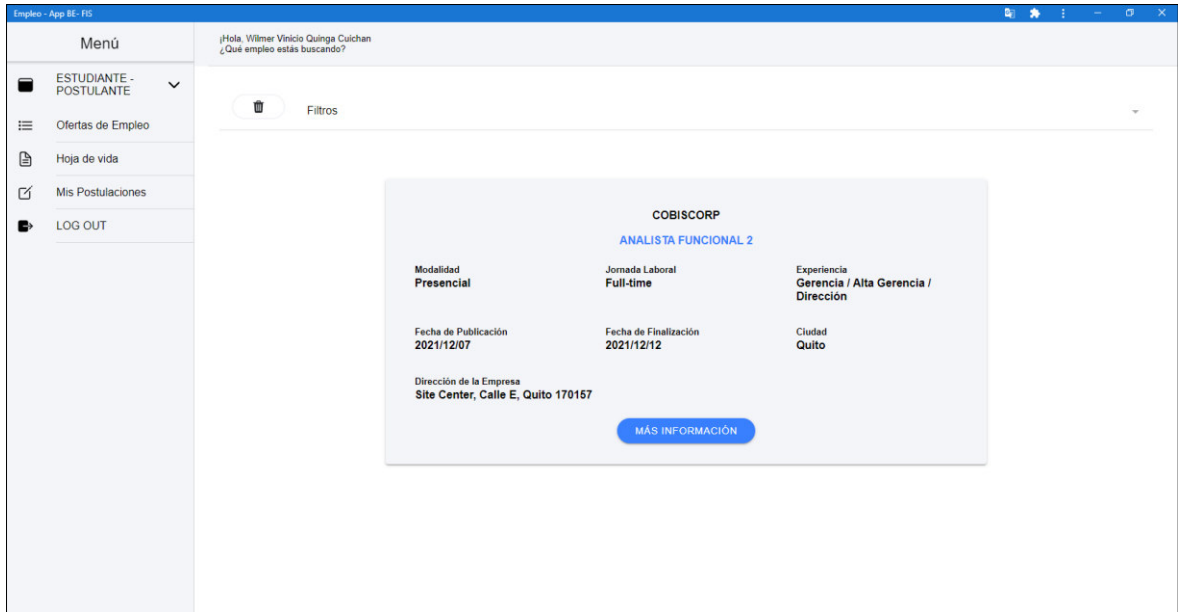 Empleo - App BE- FIS
Menú
¡Hola, Wilmer Vinicio Quinga Cuichan
¿Qué empleo estás buscando?
ESTUDIANTE -
POSTULANTE
Ofertas de Empleo
Hoja de vida
Mis Postulaciones
LOG OUT
Filtros
COBISCORP
ANALISTA FUNCIONAL 2
Modalidad
Presencial
Jornada Laboral
Full-time
Experiencia
Gerencia / Alta Gerencia /
Dirección
Fecha de Publicación
2021/12/07
Fecha de Finalización
2021/12/12
Ciudad
Quito
Dirección de la Empresa
Site Center, Calle E, Quito 170157
MÁS INFORMACIÓN